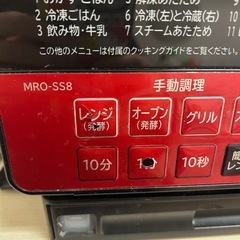 2 冷凍ごはん
3 飲み物・牛乳
6 冷凍(左)と冷蔵(右)
7 スチームあたため
この他のメニューは付属のクッキングガイドをご覧ください。
MRO-SS8
手動調理
レンジ
(発酵)
オーブン
(発酵)
グリル
10分
10秒